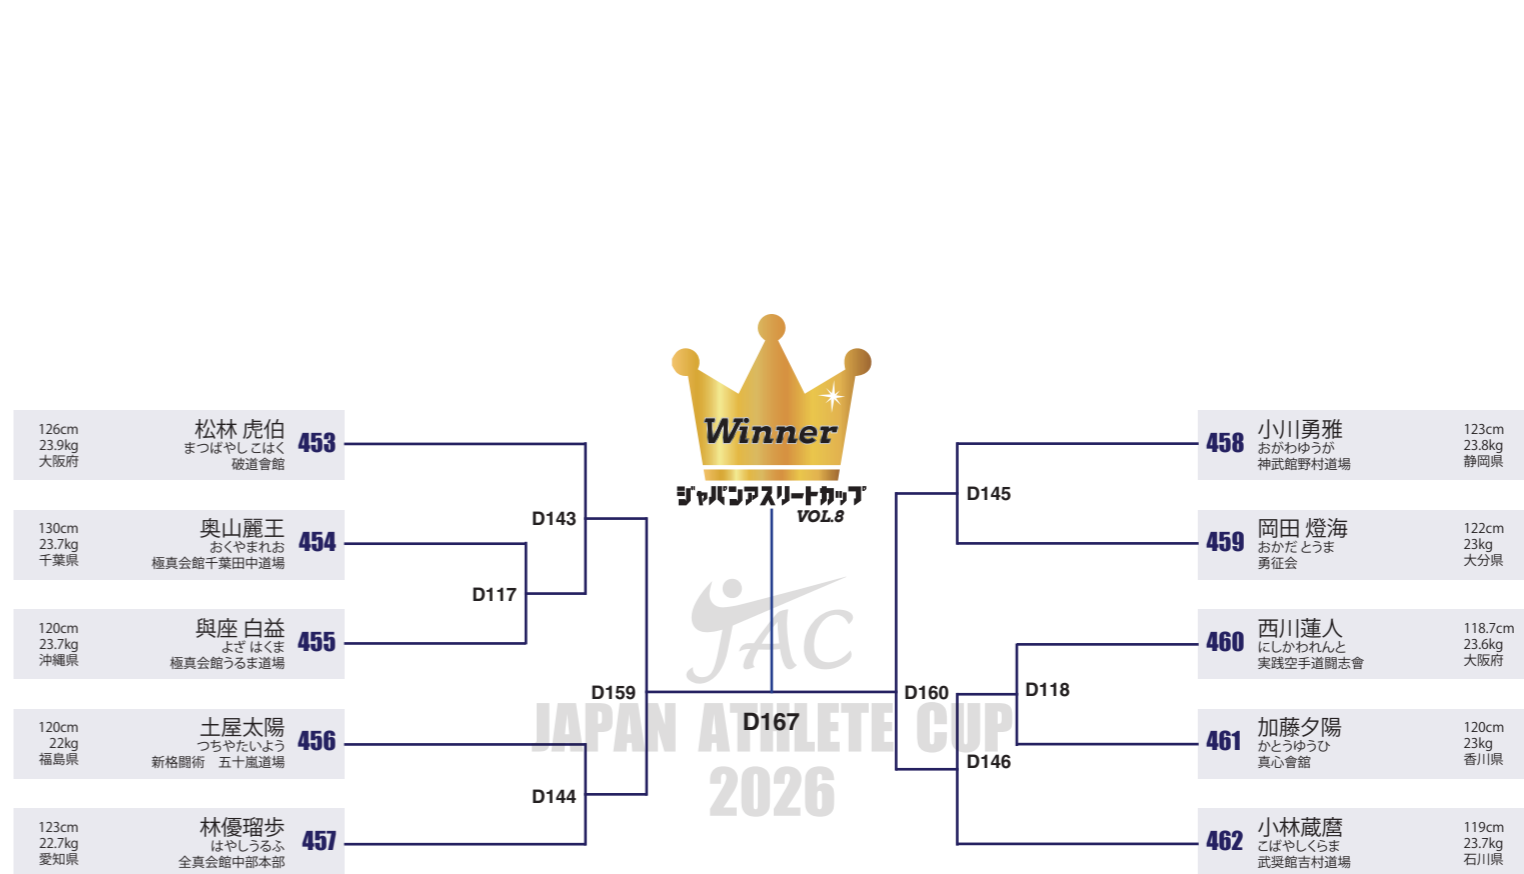 Winner
ジャパンアスリートカップ
VOL.8
126cm
23.9kg
大阪府
松林 虎伯
まつばやし こはく
破道會館
453
130cm
23.7kg
千葉県
奥山麗王
おくやまれお
極真会館千葉田中道場
454
120cm
23.7kg
沖縄県
與座 白益
よざ はくま
極真会館うるま道場
455
120cm
22kg
福島県
土屋太陽
つちやたいよう
新格闘術　五十嵐道場
456
123cm
22.7kg
愛知県
林優瑠歩
はやしうるふ
全真会館中部本部
457
D143
D117
D159
D144
JAC
JAPAN ATHLETE CUP
2026
D167
D145
D160
D118
D146
458
小川勇雅
おがわゆうが
神武館野村道場
123cm
23.8kg
静岡県
459
岡田 燈海
おかだ とうま
勇征会
122cm
23kg
大分県
460
西川蓮人
にしかわれんと
実践空手道闘志會
118.7cm
23.6kg
大阪府
461
加藤夕陽
かとうゆうひ
真心會舘
120cm
23kg
香川県
462
小林蔵麿
こばやしくらま
武奨館吉村道場
119cm
23.7kg
石川県